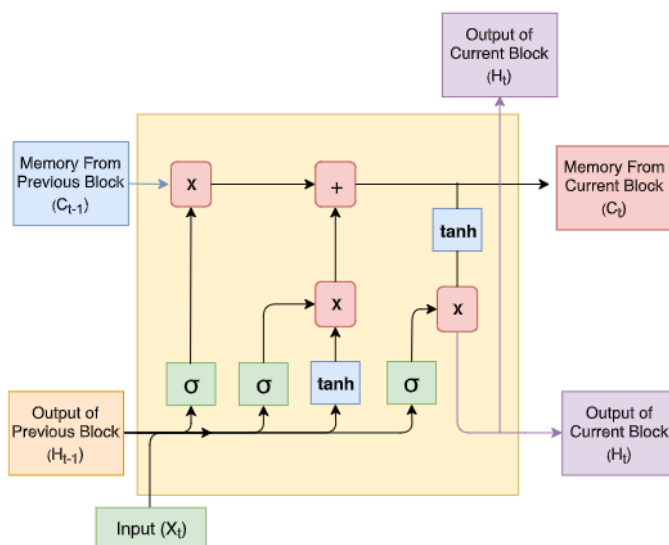 Output of
Current Block
(Ht)
Memory From
Previous Block
(Ct-1)
X
+
Memory From
Current Block
(Ct)
tanh
X
X
σ
σ
tanh
σ
Output of
Previous Block
(Ht-1)
Output of
Current Block
(Ht)
Input (Xt)